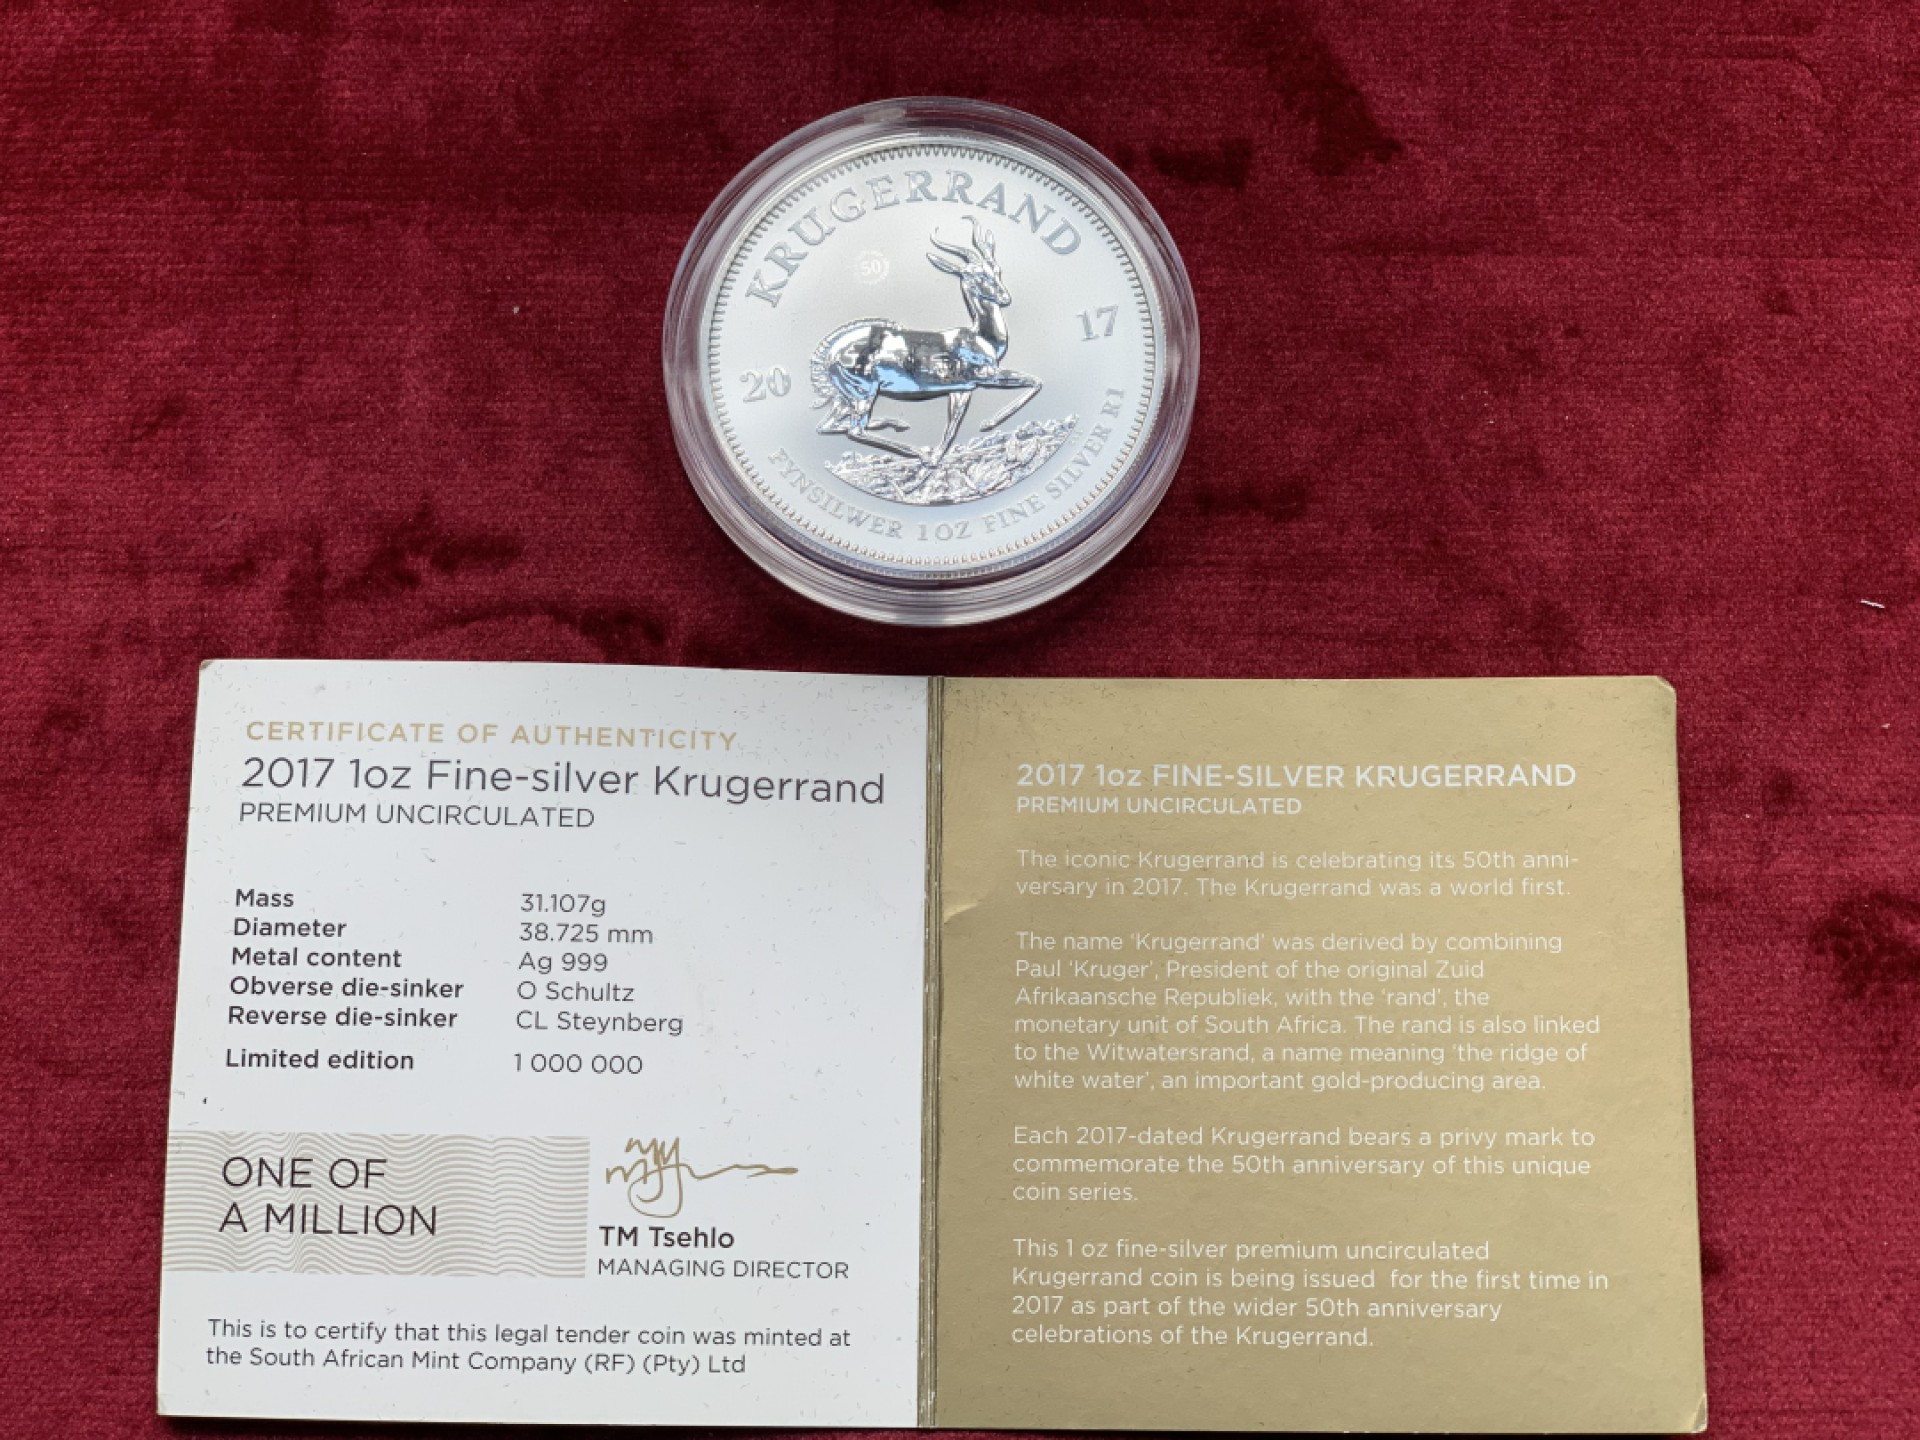 KRUGERRAND
50
20 17
FYNSILWER 1OZ FINE SILVER R1
CERTIFICATE OF AUTHENTICITY
2017 1oz Fine-silver Krugerrand
PREMIUM UNCIRCULATED
Mass 31.107g
Diameter 38.725 mm
Metal content Ag 999
Obverse die-sinker O Schultz
Reverse die-sinker CL Steynberg
Limited edition 1 000 000
ONE OF
A MILLION
TM Tsehlo
MANAGING DIRECTOR
This is to certify that this legal tender coin was minted at
the South African Mint Company (RF) (Pty) Ltd
2017 1oz FINE-SILVER KRUGERRAND
PREMIUM UNCIRCULATED
The iconic Krugerrand is celebrating its 50th anni-
versary in 2017. The Krugerrand was a world first.
The name ‘Krugerrand’ was derived by combining
Paul ‘Kruger’, President of the original Zuid
Afrikaansche Republiek, with the ‘rand’, the
monetary unit of South Africa. The rand is also linked
to the Witwatersrand, a name meaning ‘the ridge of
white water’, an important gold-producing area.
Each 2017-dated Krugerrand bears a privy mark to
commemorate the 50th anniversary of this unique
coin series.
This 1 oz fine-silver premium uncirculated
Krugerrand coin is being issued for the first time in
2017 as part of the wider 50th anniversary
celebrations of the Krugerrand.